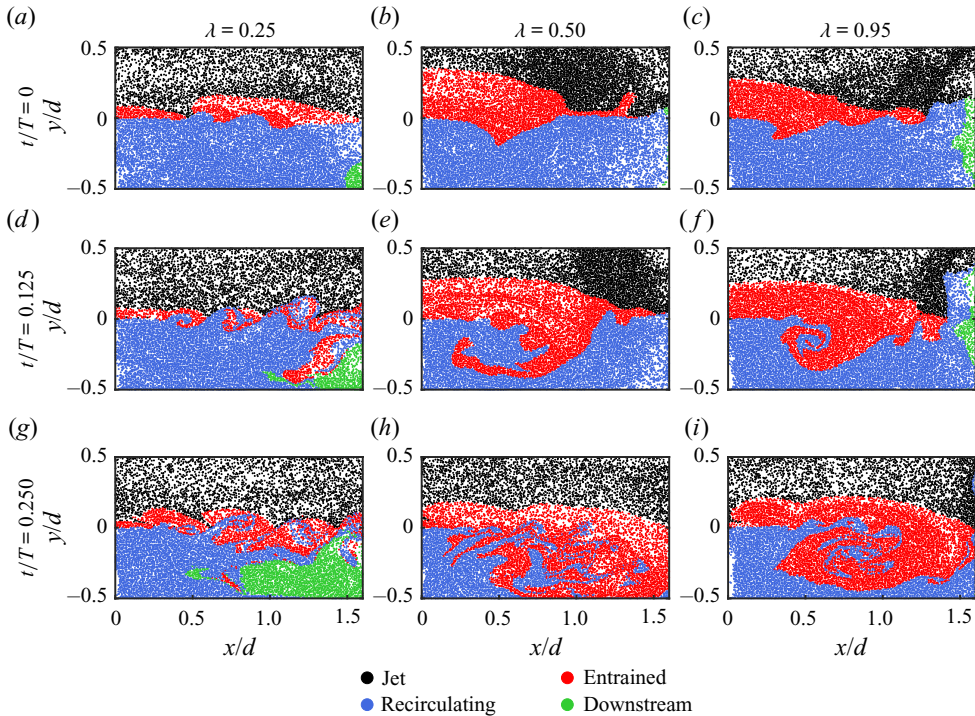 (a) λ = 0.25 (b) λ = 0.50 (c) λ = 0.95
t/T = 0 y/d 0.5 0 −0.5
(d) (e) (f)
t/T = 0.125 y/d 0.5 0 −0.5
(g) (h) (i)
t/T = 0.250 y/d 0.5 0 −0.5
0 0.5 1.0 1.5 0 0.5 1.0 1.5 0 0.5 1.0 1.5
x/d x/d x/d
Jet Entrained
Recirculating Downstream